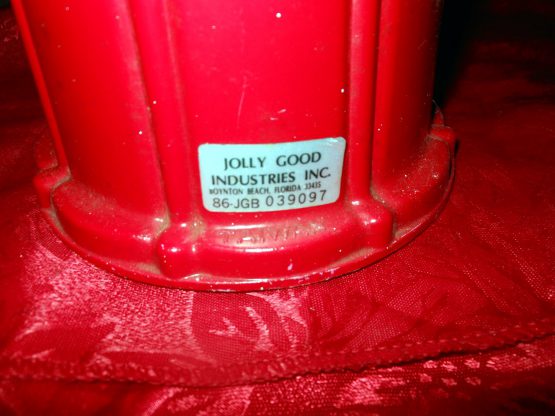 JOLLY GOOD
INDUSTRIES INC.
BOYNTON BEACH, FLORIDA 33435
86-JGB 039097